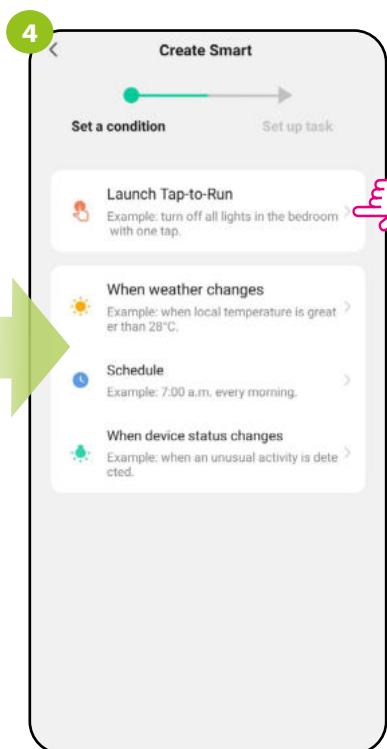 4
Create Smart
Set a condition
Set up task
Launch Tap-to-Run
Example: turn off all lights in the bedroom
with one tap.
When weather changes
Example: when local temperature is great
er than 28°C.
Schedule
Example: 7:00 a.m. every morning.
When device status changes
Example: when an unusual activity is dete
cted.